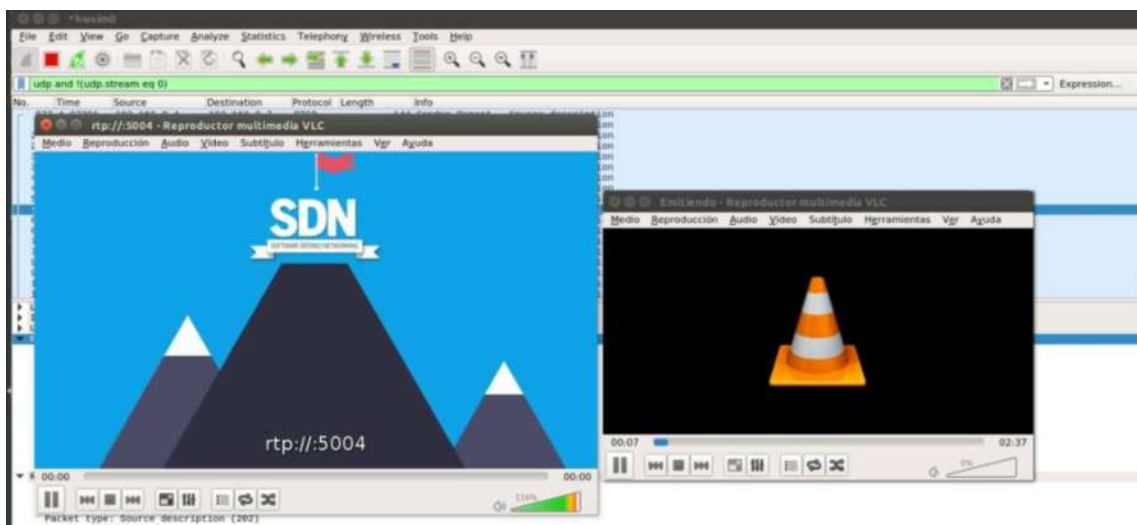 *hwsim0
File Edit View Go Capture Analyze Statistics Telephony Wireless Tools Help
udp and !(udp.stream eq 0)
Expression...
No. Time Source Destination Protocol Length Info
rtp://:5004 - Reproductor multimedia VLC
Medio Reproducción Audio Vídeo Subtítulo Herramientas Ver Ayuda
SDN
SOFTWARE DEFINED NETWORKING
rtp://:5004
00:00 00:00
116%
Emitiendo - Reproductor multimedia VLC
Medio Reproducción Audio Vídeo Subtítulo Herramientas Ver Ayuda
00:07 02:37
0%
Packet type: Source description (202)